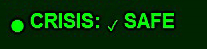 ● CRISIS: ✓ SAFE